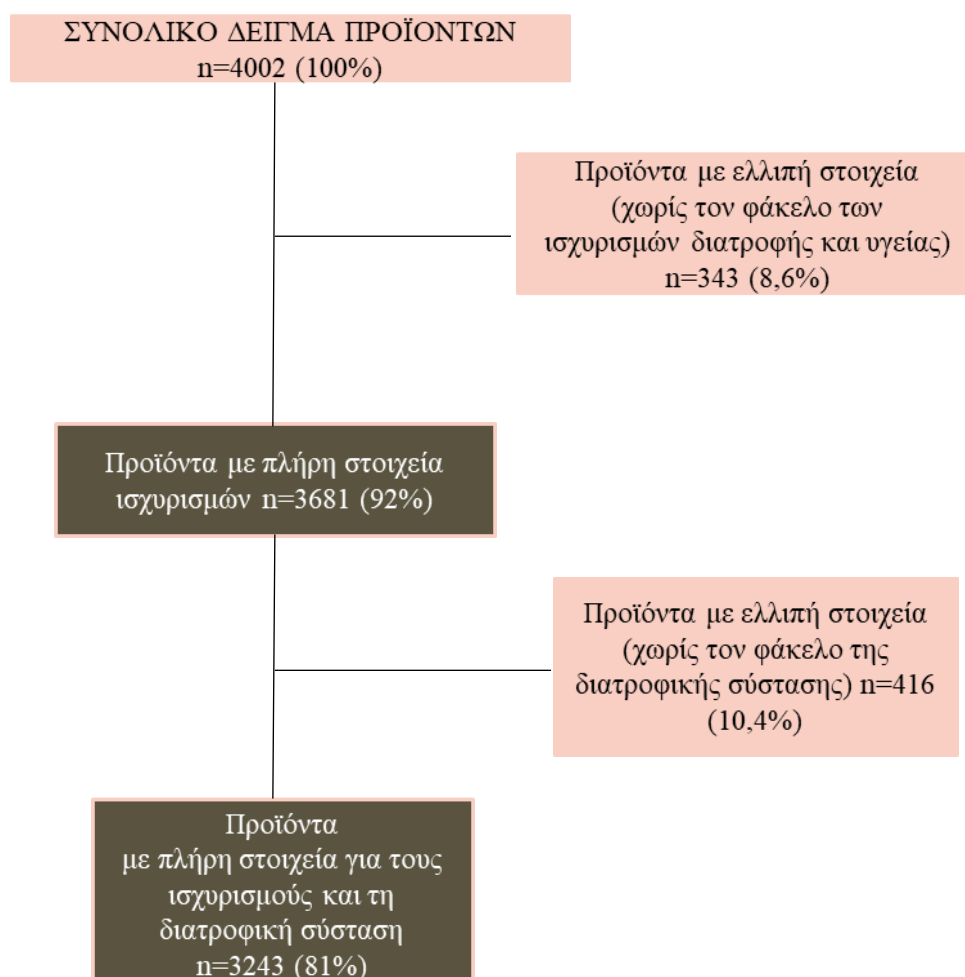 ΣΥΝΟΛΙΚΟ ΔΕΙΓΜΑ ΠΡΟΪΟΝΤΩΝ
n=4002 (100%)
Προϊόντα με ελλιπή στοιχεία
(χωρίς τον φάκελο των
ισχυρισμών διατροφής και υγείας)
n=343 (8,6%)
Προϊόντα με πλήρη στοιχεία
ισχυρισμών n=3681 (92%)
Προϊόντα με ελλιπή στοιχεία
(χωρίς τον φάκελο της
διατροφικής σύστασης) n=416
(10,4%)
Προϊόντα
με πλήρη στοιχεία για τους
ισχυρισμούς και τη
διατροφική σύσταση
n=3243 (81%)